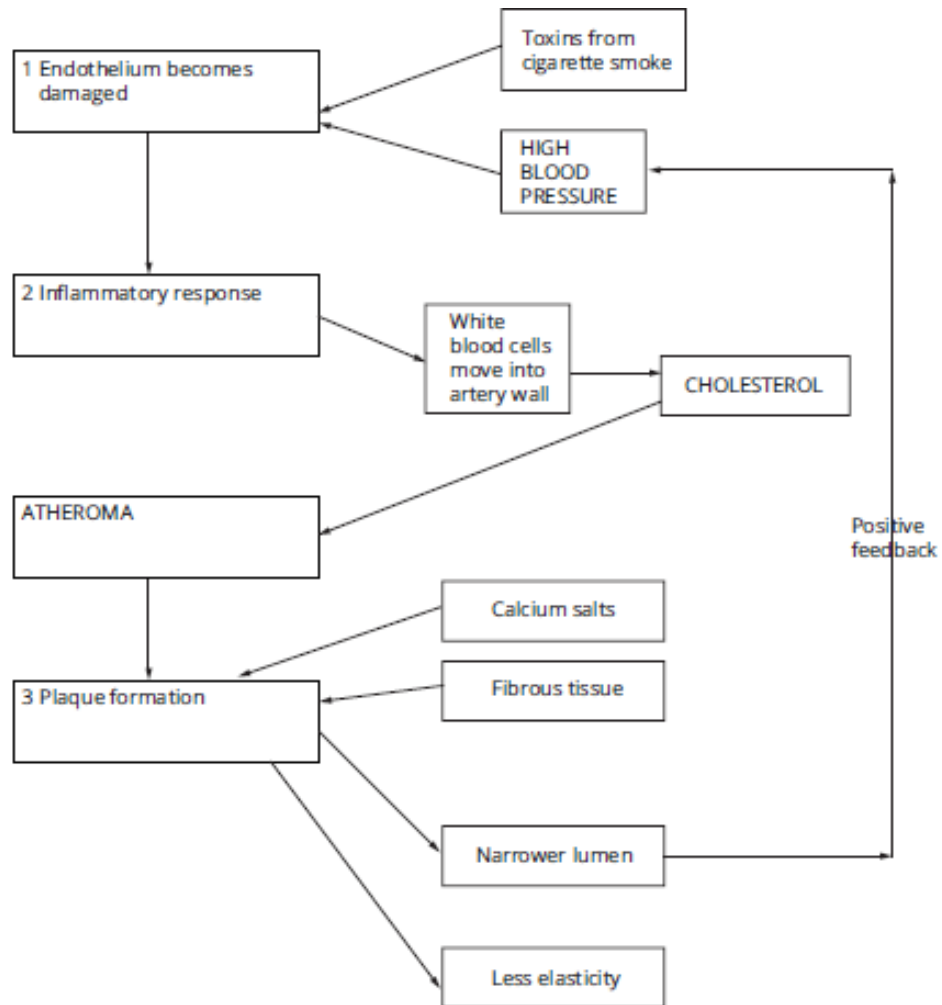 Toxins from
cigarette smoke
1 Endothelium becomes
damaged
HIGH
BLOOD
PRESSURE
2 Inflammatory response
White
blood cells
move into
artery wall
CHOLESTEROL
ATHEROMA
Positive
feedback
Calcium salts
3 Plaque formation
Fibrous tissue
Narrower lumen
Less elasticity